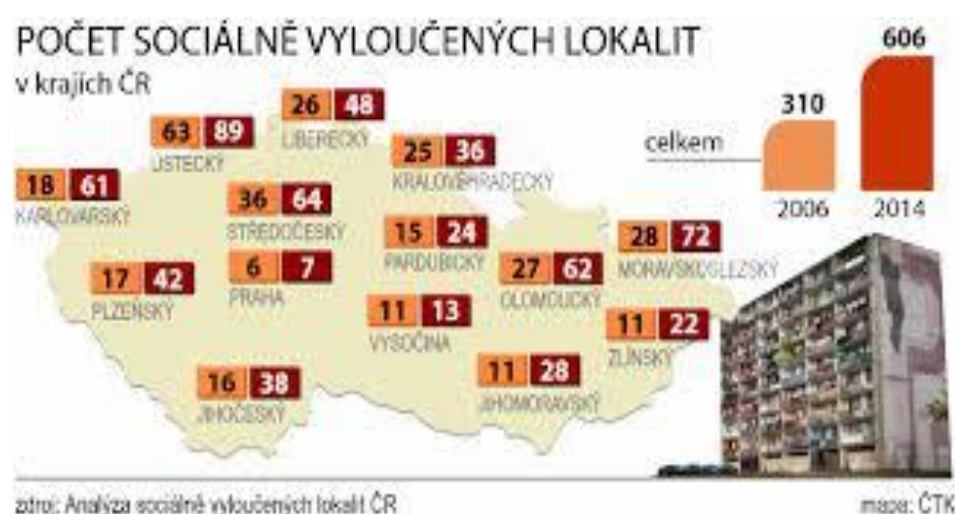 POČET SOCIÁLNĚ VYLOUČENÝCH LOKALIT
v krajích ČR
606
310
celkem
2006
2014
26 48
LIBERECKÝ
63 89
ÚSTECKÝ
25 36
KRÁLOVÉHRADECKÝ
18 61
KARLOVARSKÝ
36 64
STŘEDOČESKÝ
15 24
PARDUBICKÝ
28 72
MORAVSKOSLEZSKÝ
17 42
PLZEŇSKÝ
6 7
PRAHA
27 62
OLOMOUCKÝ
11 13
VYSOČINA
11 22
ZLÍNSKÝ
16 38
JIHOČESKÝ
11 28
JIHOMORAVSKÝ
zdroj: Analýza sociálně vyloučených lokalit ČR
mapa: ČTK